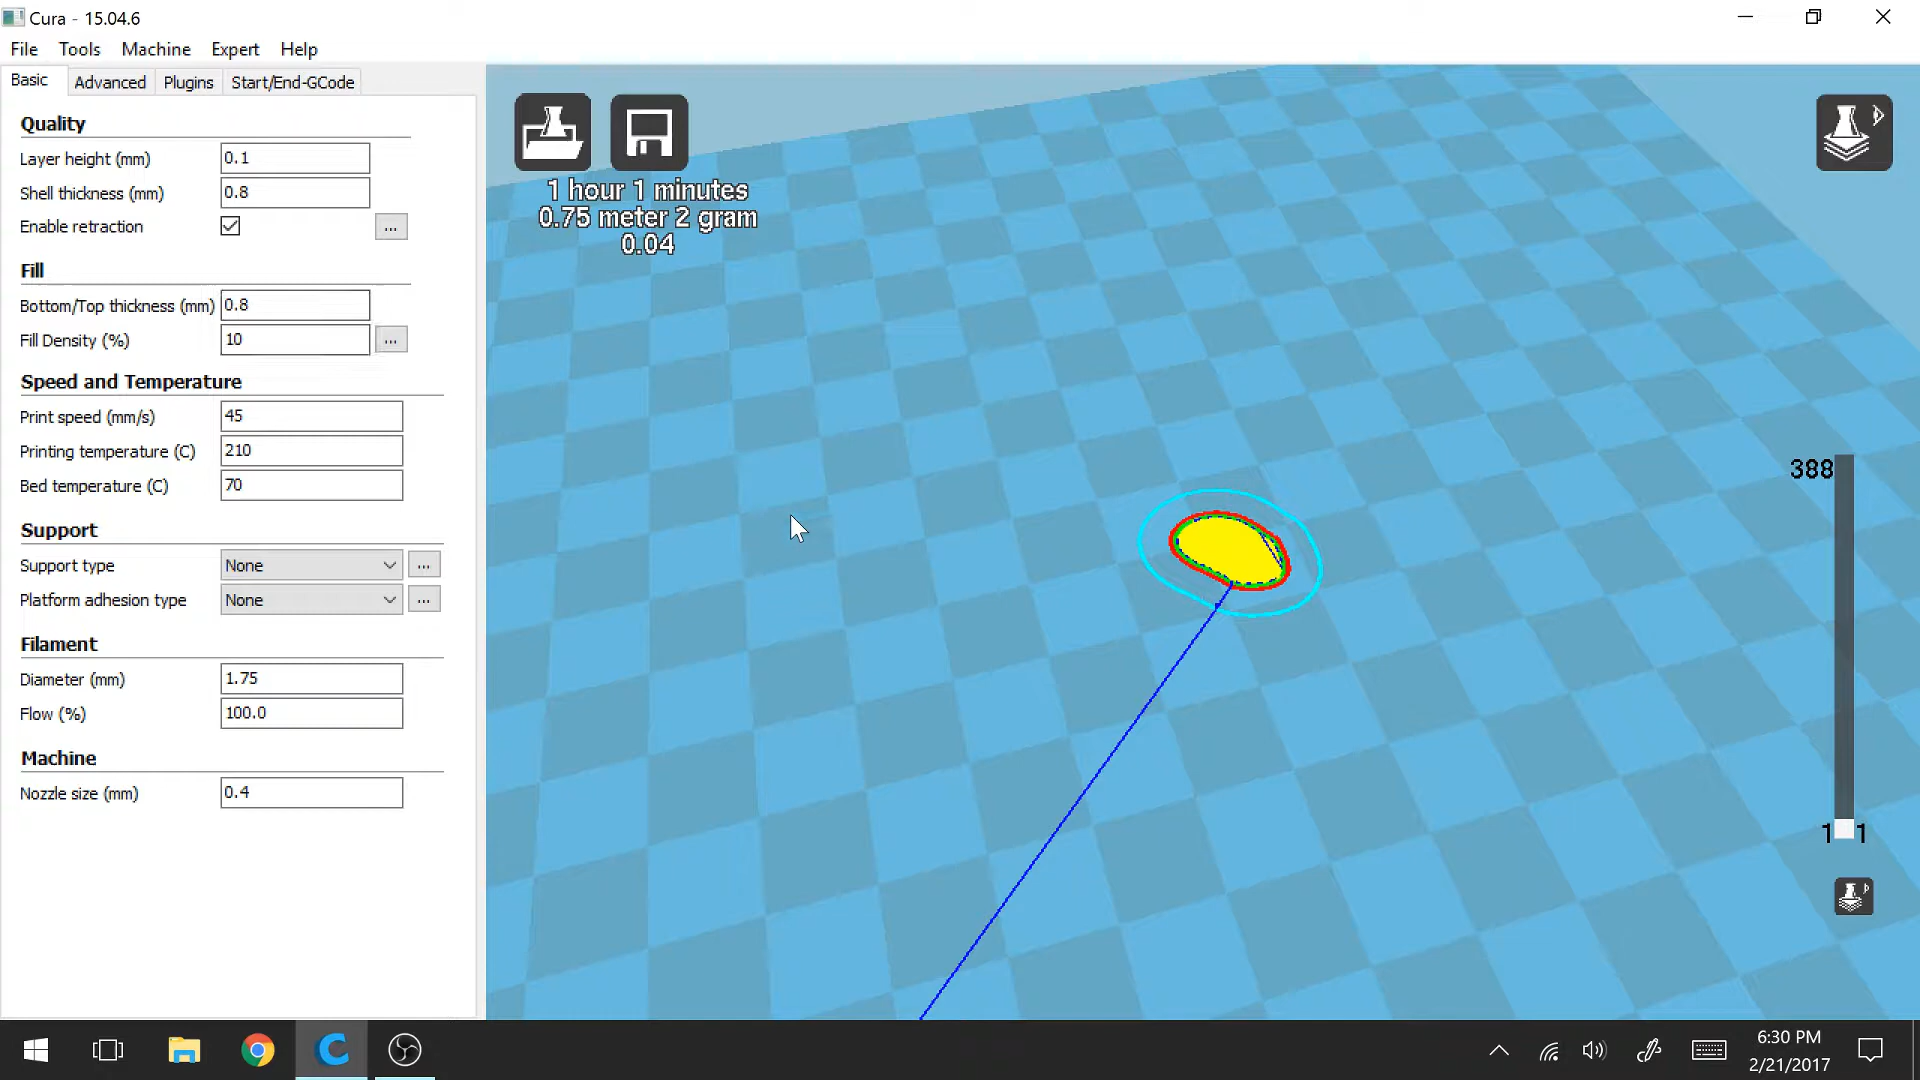 Cura - 15.04.6
File Tools Machine Expert Help
Basic Advanced Plugins Start/End-GCode
Quality
Layer height (mm) 0.1
Shell thickness (mm) 0.8
Enable retraction ...
Fill
Bottom/Top thickness (mm) 0.8
Fill Density (%) 10 ...
Speed and Temperature
Print speed (mm/s) 45
Printing temperature (C) 210
Bed temperature (C) 70
Support
Support type None ...
Platform adhesion type None ...
Filament
Diameter (mm) 1.75
Flow (%) 100.0
Machine
Nozzle size (mm) 0.4
1 hour 1 minutes
0.75 meter 2 gram
0.04
388
1 1
6:30 PM
2/21/2017